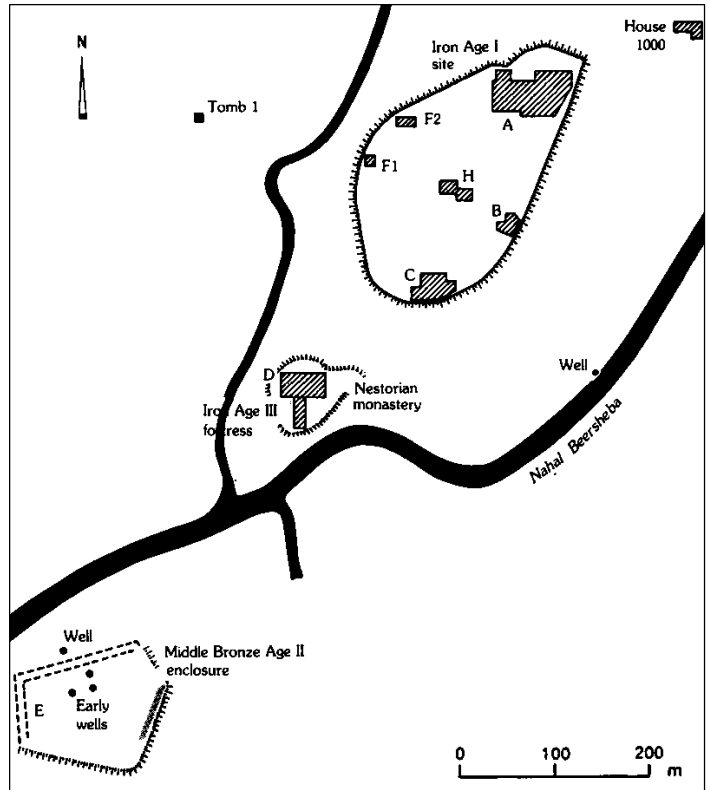 N
Tomb 1
Iron Age I
site
House
1000
A
F2
F1
H
B
C
D
Iron Age III
fortress
Nestorian
monastery
Well
Nahal Beersheba
Well
Middle Bronze Age II
enclosure
E
Early
wells
0 100 200
m